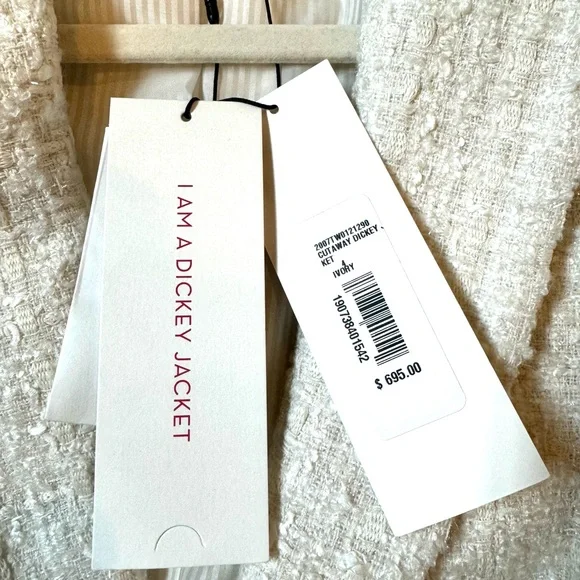 I AM A DICKEY JACKET
2007TW0121290
CUTAWAY DICKEY J
KET
4
IVORY
190738401542
$ 695.00